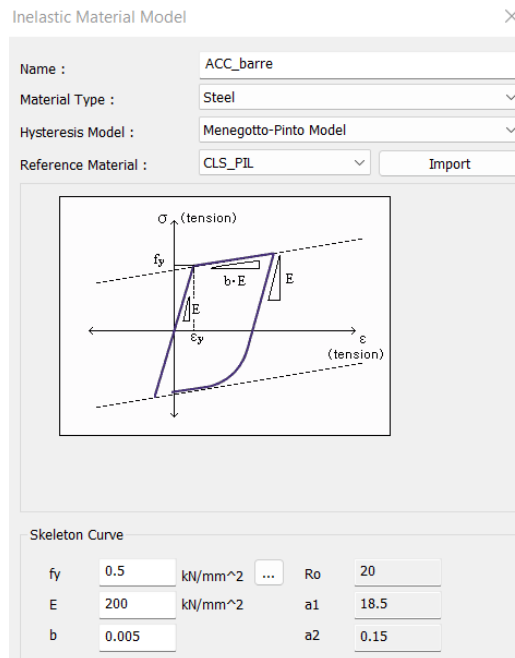 Inelastic Material Model
Name : ACC_barre
Material Type : Steel
Hysteresis Model : Menegotto-Pinto Model
Reference Material : CLS_PIL Import
σ (tension)
fy
b·E
E
E
εy
ε
(tension)
Skeleton Curve
fy 0.5 kN/mm^2 ... Ro 20
E 200 kN/mm^2 a1 18.5
b 0.005 a2 0.15